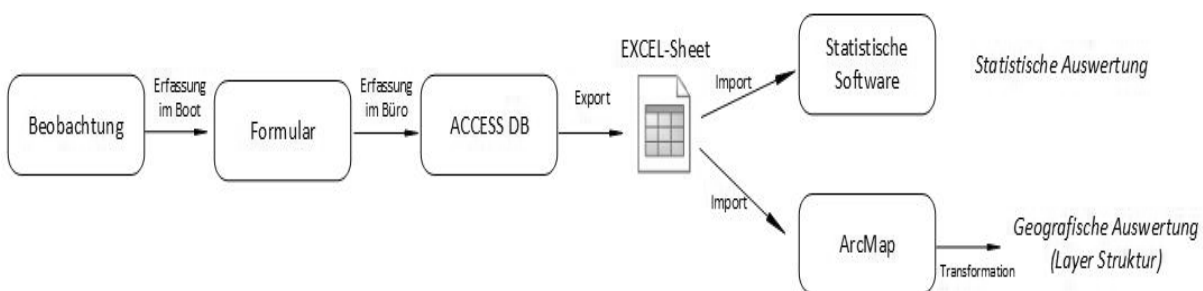 Beobachtung
Erfassung
im Boot
Formular
Erfassung
im Büro
ACCESS DB
Export
EXCEL-Sheet
Import
Statistische
Software
Statistische Auswertung
Import
ArcMap
Transformation
Geografische Auswertung
(Layer Struktur)